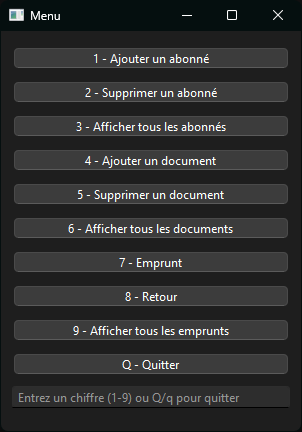 Menu
1 - Ajouter un abonné
2 - Supprimer un abonné
3 - Afficher tous les abonnés
4 - Ajouter un document
5 - Supprimer un document
6 - Afficher tous les documents
7 - Emprunt
8 - Retour
9 - Afficher tous les emprunts
Q - Quitter
Entrez un chiffre (1-9) ou Q/q pour quitter